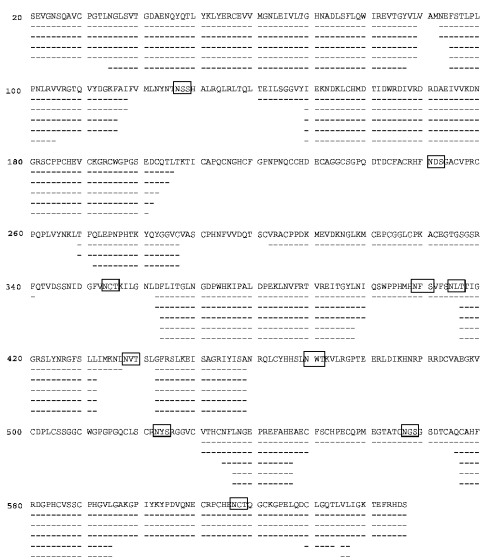 20 SEVGNSQAVC PGTLNGLSVT GDAENQYQTL YKLYERCEVV MGNLEIVLTG HNADLSFLQW IREVTGYVLV AMNEFSTLPL
100 PNLRVVRGTQ VYDGKFAIFV MLNYNTNSSH ALRQLRLTQL TEILSGGVYI EKNDKLCHMD TIDWRDIVRD RDAEIVVKDN
180 GRSCPPCHEV CKGRCWGPGS EDCQTLTKTI CAPQCNGHCF GPNPNQCCHD ECAGGCSGPQ DTDCFACRHF NDSGACVPRC
260 PQPLVYNKLT FQLEPNPHTK YQYGGVCVAS CPHNFVVDQT SCVRACPPDK MEVDKNGLKM CEPCGGLCPK ACEGTGSGSR
340 FQTVDSSNID GFVNCTKILG NLDFLITGLN GDPWHKIPAL DPEKLNVFRT VREITGYLNI QSWPPHMHNF SVFSNLTTIG
420 GRSLYNRGFS LLIMKNLNVT SLGFRSLKEI SAGRIYISAN RQLCYHHSLN WTKVLRGPTE ERLDIKHNRP RRDCVAEGKV
500 CDPLCSSGGC WGPGPGQCLS CRNYSRGGVC VTHCNFLNGE PREFAHEAEC FSCHPECQPM EGTATCNGSG SDTCAQCAHF
580 RDGPHCVSSC PHGVLGAKGP IYKYPDVQNE CRPCHENCTQ GCKGPELQDC LGQTLVLIGK TEFRHDS